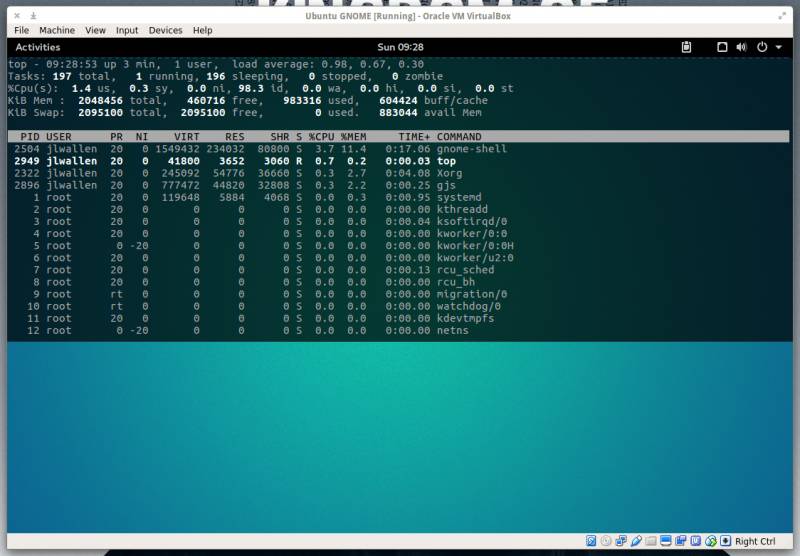 Ubuntu GNOME [Running] - Oracle VM VirtualBox
File Machine View Input Devices Help
Activities Sun 09:28
top - 09:28:53 up 3 min, 1 user, load average: 0.98, 0.67, 0.30
Tasks: 197 total, 1 running, 196 sleeping, 0 stopped, 0 zombie
%Cpu(s): 1.4 us, 0.3 sy, 0.0 ni, 98.3 id, 0.0 wa, 0.0 hi, 0.0 si, 0.0 st
KiB Mem : 2048456 total, 460716 free, 983316 used, 604424 buff/cache
KiB Swap: 2095100 total, 2095100 free, 0 used. 883044 avail Mem
PID USER PR NI VIRT RES SHR S %CPU %MEM TIME+ COMMAND
2504 jlwallen 20 0 1549432 234032 80800 S 3.7 11.4 0:17.06 gnome-shell
2949 jlwallen 20 0 41800 3652 3060 R 0.7 0.2 0:00.03 top
2322 jlwallen 20 0 245092 54776 36660 S 0.3 2.7 0:04.08 Xorg
2896 jlwallen 20 0 777472 44820 32808 S 0.3 2.2 0:00.25 gjs
1 root 20 0 119648 5884 4068 S 0.0 0.3 0:00.95 systemd
2 root 20 0 0 0 0 S 0.0 0.0 0:00.00 kthreadd
3 root 20 0 0 0 0 S 0.0 0.0 0:00.04 ksoftirqd/0
4 root 20 0 0 0 0 S 0.0 0.0 0:00.00 kworker/0:0
5 root 0 -20 0 0 0 S 0.0 0.0 0:00.00 kworker/0:0H
6 root 20 0 0 0 0 S 0.0 0.0 0:00.00 kworker/u2:0
7 root 20 0 0 0 0 S 0.0 0.0 0:00.13 rcu_sched
8 root 20 0 0 0 0 S 0.0 0.0 0:00.00 rcu_bh
9 root rt 0 0 0 0 S 0.0 0.0 0:00.00 migration/0
10 root rt 0 0 0 0 S 0.0 0.0 0:00.00 watchdog/0
11 root 20 0 0 0 0 S 0.0 0.0 0:00.00 kdevtmpfs
12 root 0 -20 0 0 0 S 0.0 0.0 0:00.00 netns
Right Ctrl